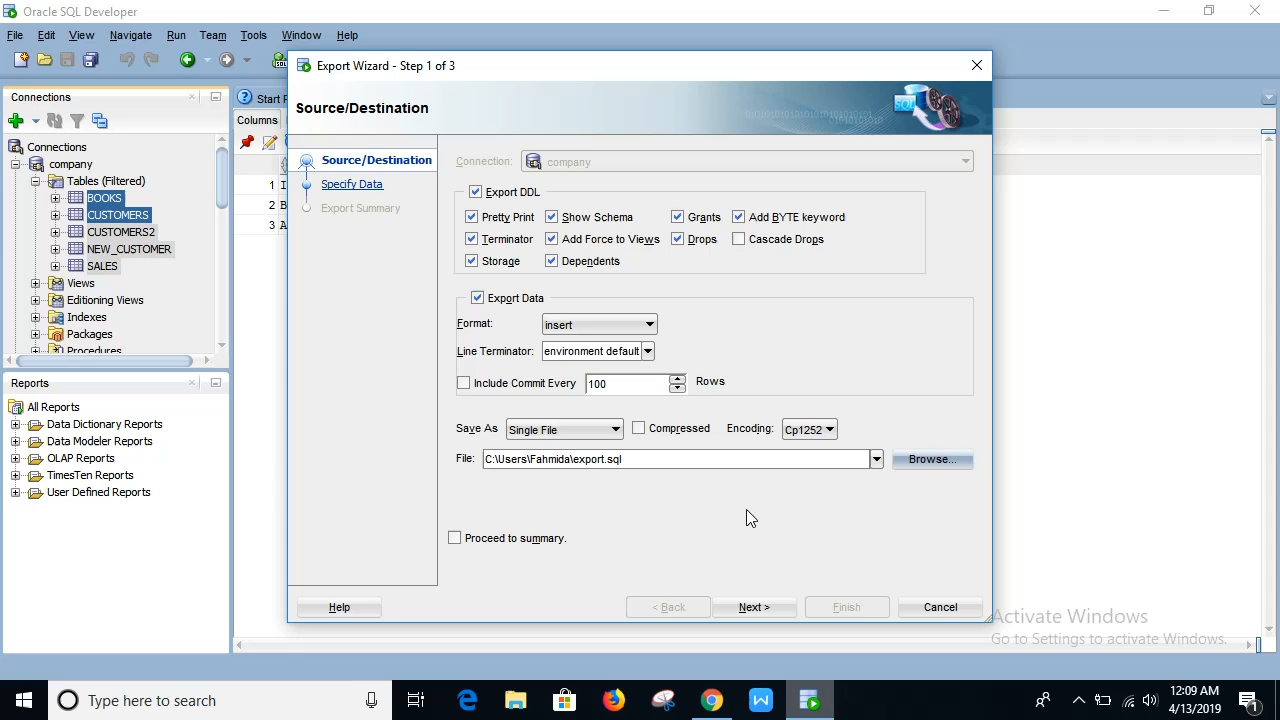 Oracle SQL Developer
File Edit View Navigate Run Team Tools Window Help
Connections
Connections
company
Tables (Filtered)
BOOKS
CUSTOMERS
CUSTOMERS2
NEW_CUSTOMER
SALES
Views
Editioning Views
Indexes
Packages
Procedures
Reports
All Reports
Data Dictionary Reports
Data Modeler Reports
OLAP Reports
TimesTen Reports
User Defined Reports
Start
Columns
1 I
2 B
3 A
Export Wizard - Step 1 of 3
Source/Destination
SQL
Source/Destination
Specify Data
Export Summary
Connection: company
Export DDL
Pretty Print Show Schema Grants Add BYTE keyword
Terminator Add Force to Views Drops Cascade Drops
Storage Dependents
Export Data
Format: insert
Line Terminator: environment default
Include Commit Every 100 Rows
Save As Single File Compressed Encoding: Cp1252
File: C:\Users\Fahmida\export.sql Browse...
Proceed to summary.
Help < Back Next > Finish Cancel
Activate Windows
Go to Settings to activate Windows.
Type here to search
12:09 AM
4/13/2019
1